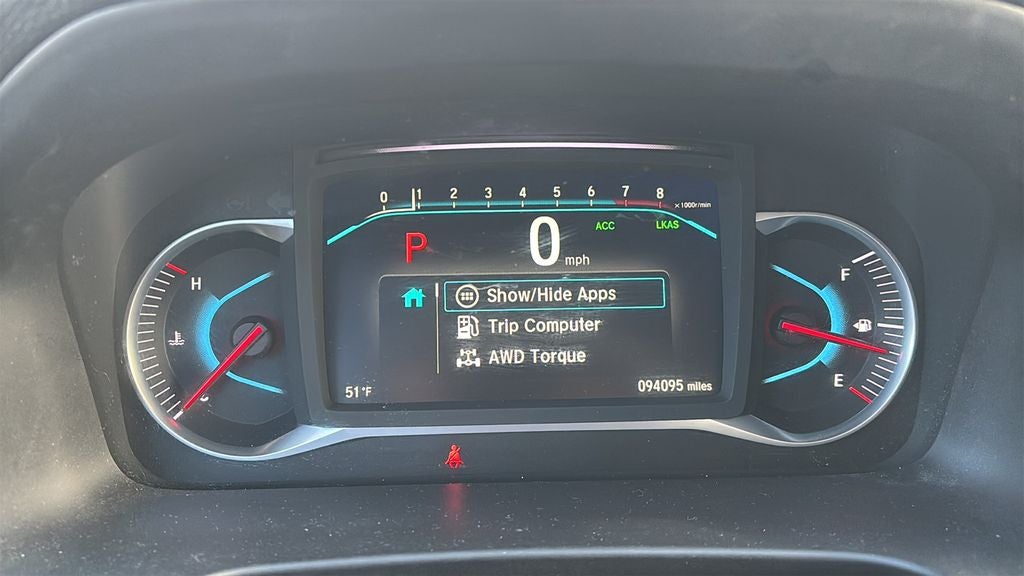 0 1 2 3 4 5 6 7 8 ×1000r/min
P 0 mph ACC LKAS
Show/Hide Apps
Trip Computer
AWD Torque
51°F 094095 miles
H
C
F
E